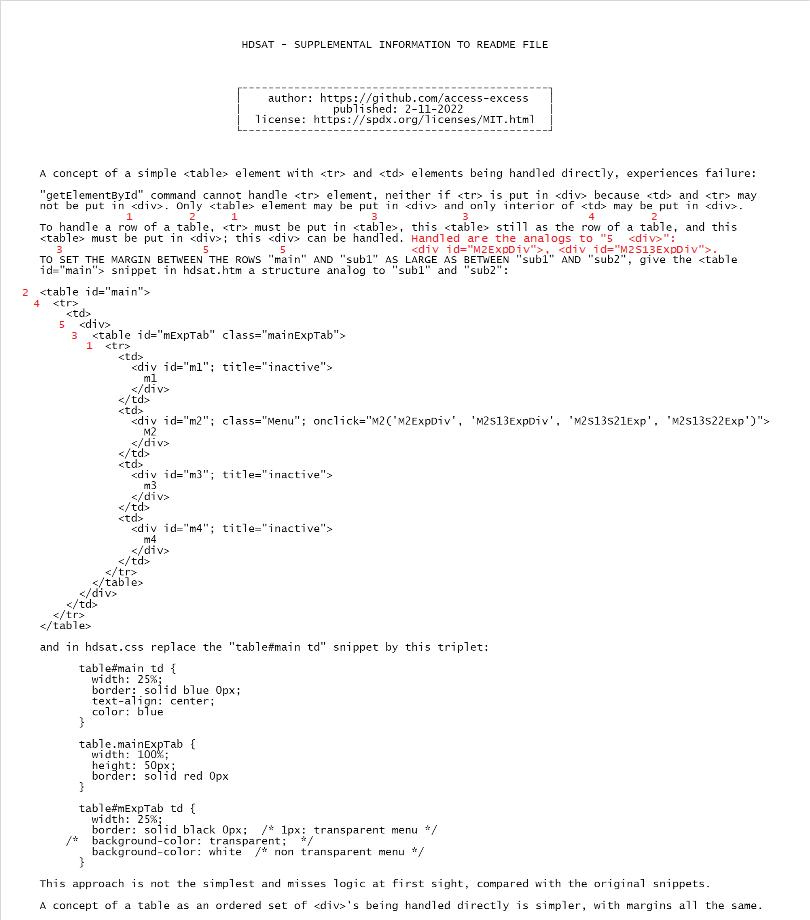 HDSAT - SUPPLEMENTAL INFORMATION TO README FILE
author: https://github.com/access-excess
published: 2-11-2022
license: https://spdx.org/licenses/MIT.html
A concept of a simple <table> element with <tr> and <td> elements being handled directly, experiences failure:
"getElementById" command cannot handle <tr> element, neither if <tr> is put in <div> because <td> and <tr> may
not be put in <div>. Only <table> element may be put in <div> and only interior of <td> may be put in <div>.
1 2 1 3 3 4 2
To handle a row of a table, <tr> must be put in <table>, this <table> still as the row of a table, and this
<table> must be put in <div>; this <div> can be handled. Handled are the analogs to "5 <div>":
3 5 5 <div id="M2ExpDiv">, <div id="M2S13ExpDiv">.
TO SET THE MARGIN BETWEEN THE ROWS "main" AND "sub1" AS LARGE AS BETWEEN "sub1" AND "sub2", give the <table
id="main"> snippet in hdsat.htm a structure analog to "sub1" and "sub2":
2 <table id="main">
4 <tr>
<td>
5 <div>
3 <table id="mExpTab" class="mainExpTab">
1 <tr>
<td>
<div id="m1"; title="inactive">
m1
</div>
</td>
<td>
<div id="m2"; class="Menu"; onclick="M2('M2ExpDiv', 'M2S13ExpDiv', 'M2S13S21Exp', 'M2S13S22Exp')">
M2
</div>
</td>
<td>
<div id="m3"; title="inactive">
m3
</div>
</td>
<td>
<div id="m4"; title="inactive">
m4
</div>
</td>
</tr>
</table>
</div>
</td>
</tr>
</table>
and in hdsat.css replace the "table#main td" snippet by this triplet:
table#main td {
width: 25%;
border: solid blue 0px;
text-align: center;
color: blue
}
table.mainExpTab {
width: 100%;
height: 50px;
border: solid red 0px
}
table#mExpTab td {
width: 25%;
border: solid black 0px; /* 1px: transparent menu */
/* background-color: transparent; */
background-color: white /* non transparent menu */
}
This approach is not the simplest and misses logic at first sight, compared with the original snippets.
A concept of a table as an ordered set of <div>'s being handled directly is simpler, with margins all the same.